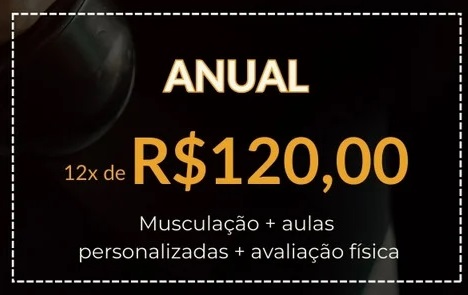 ANUAL
12x de R$120,00
Musculação + aulas
personalizadas + avaliação física